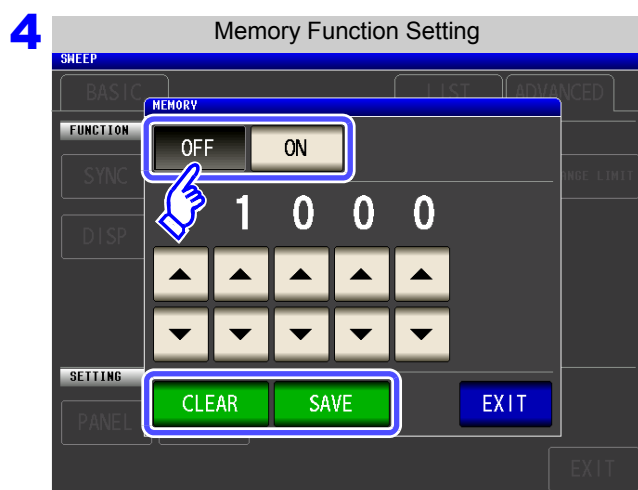 4
Memory Function Setting
SWEEP
BASIC LIST ADVANCED
MEMORY
FUNCTION
OFF ON
SYNC ANGE LIMIT
1 0 0 0
DISP
SETTING
CLEAR SAVE EXIT
PANEL
EXIT